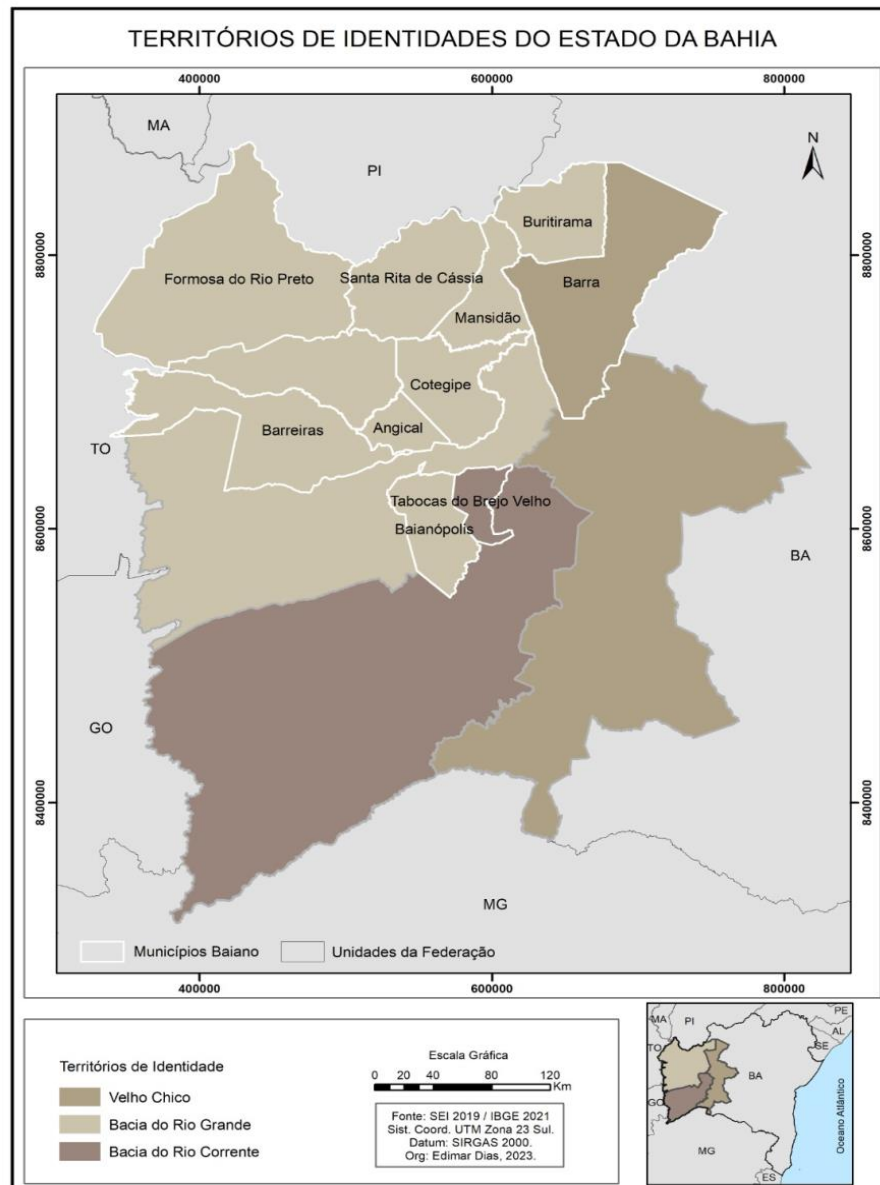 TERRITÓRIOS DE IDENTIDADES DO ESTADO DA BAHIA
400000 600000 800000
MA
PI
N
Buritirama
8800000
8800000
Formosa do Rio Preto
Santa Rita de Cássia
Barra
Mansidão
Cotegipe
Barreiras
Angical
TO
Tabocas do Brejo Velho
Baianópolis
8600000
8600000
BA
GO
8400000
8400000
MG
Municípios Baiano
Unidades da Federação
400000 600000 800000
Territórios de Identidade
Velho Chico
Bacia do Rio Grande
Bacia do Rio Corrente
Escala Gráfica
0 20 40 80 120
Km
Fonte: SEI 2019 / IBGE 2021
Sist. Coord. UTM Zona 23 Sul.
Datum: SIRGAS 2000.
Org: Edimar Dias, 2023.
MA
PI
PE
AL
TO
SE
BA
GO
MG
ES
Oceano Atlântico